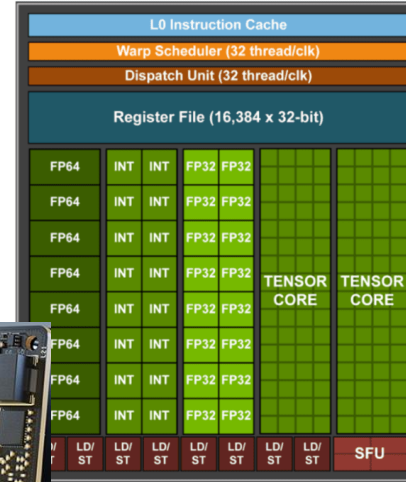 L0 Instruction Cache
Warp Scheduler (32 thread/clk)
Dispatch Unit (32 thread/clk)
Register File (16,384 x 32-bit)
FP64 INT INT FP32 FP32
FP64 INT INT FP32 FP32
FP64 INT INT FP32 FP32
FP64 INT INT FP32 FP32
TENSOR CORE TENSOR CORE
FP64 INT INT FP32 FP32
FP64 INT INT FP32 FP32
FP64 INT INT FP32 FP32
FP64 INT INT FP32 FP32
LD/ LD/ LD/ LD/ LD/ LD/ LD/ SFU
ST ST ST ST ST ST ST